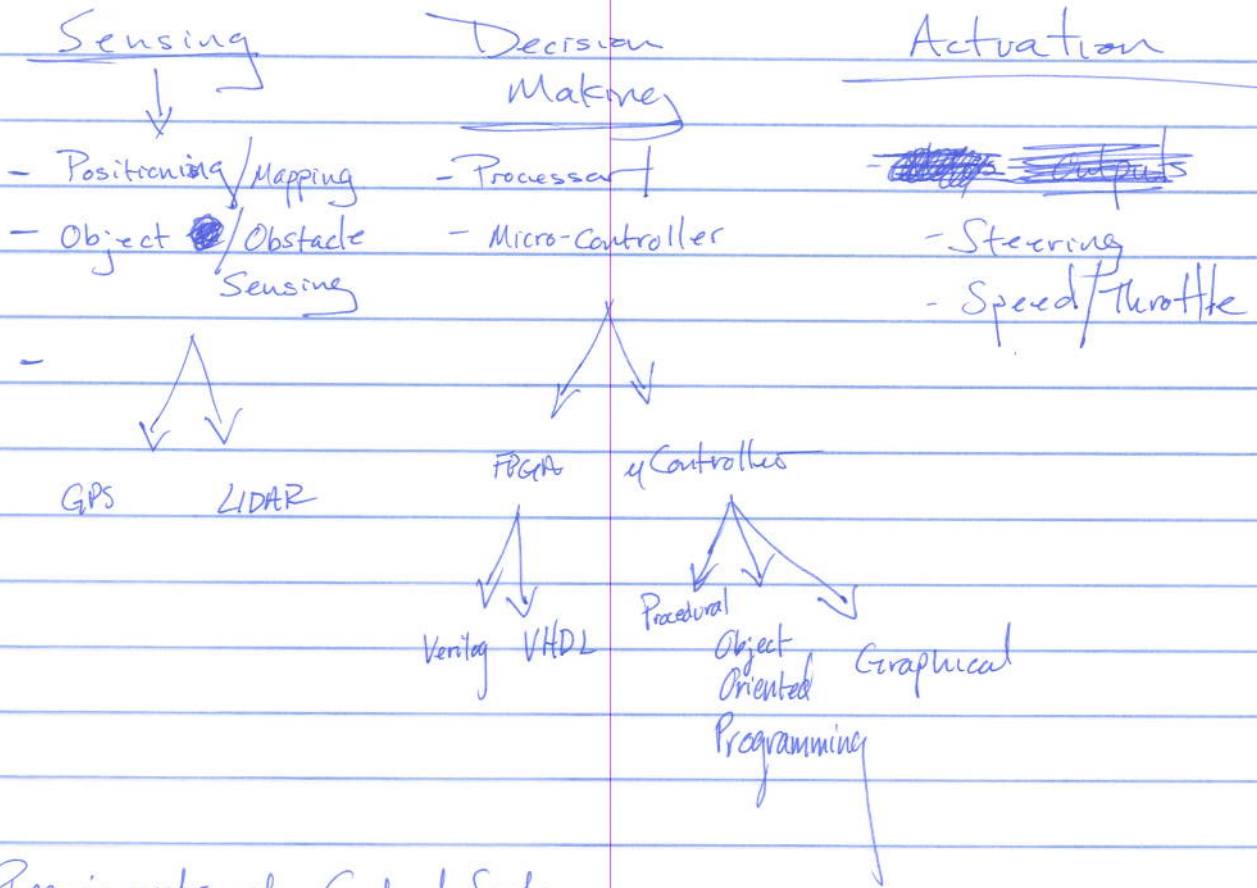 Sensing
Decision
Making
Actuation
- Positioning/Mapping
- Object /Obstacle
Sensing
-
GPS LIDAR
- Processor
- Micro-Controller
FPGA μController
Verilog VHDL
Procedural
Object
Oriented
Programming
Graphical
Outputs
- Steering
- Speed/Throttle